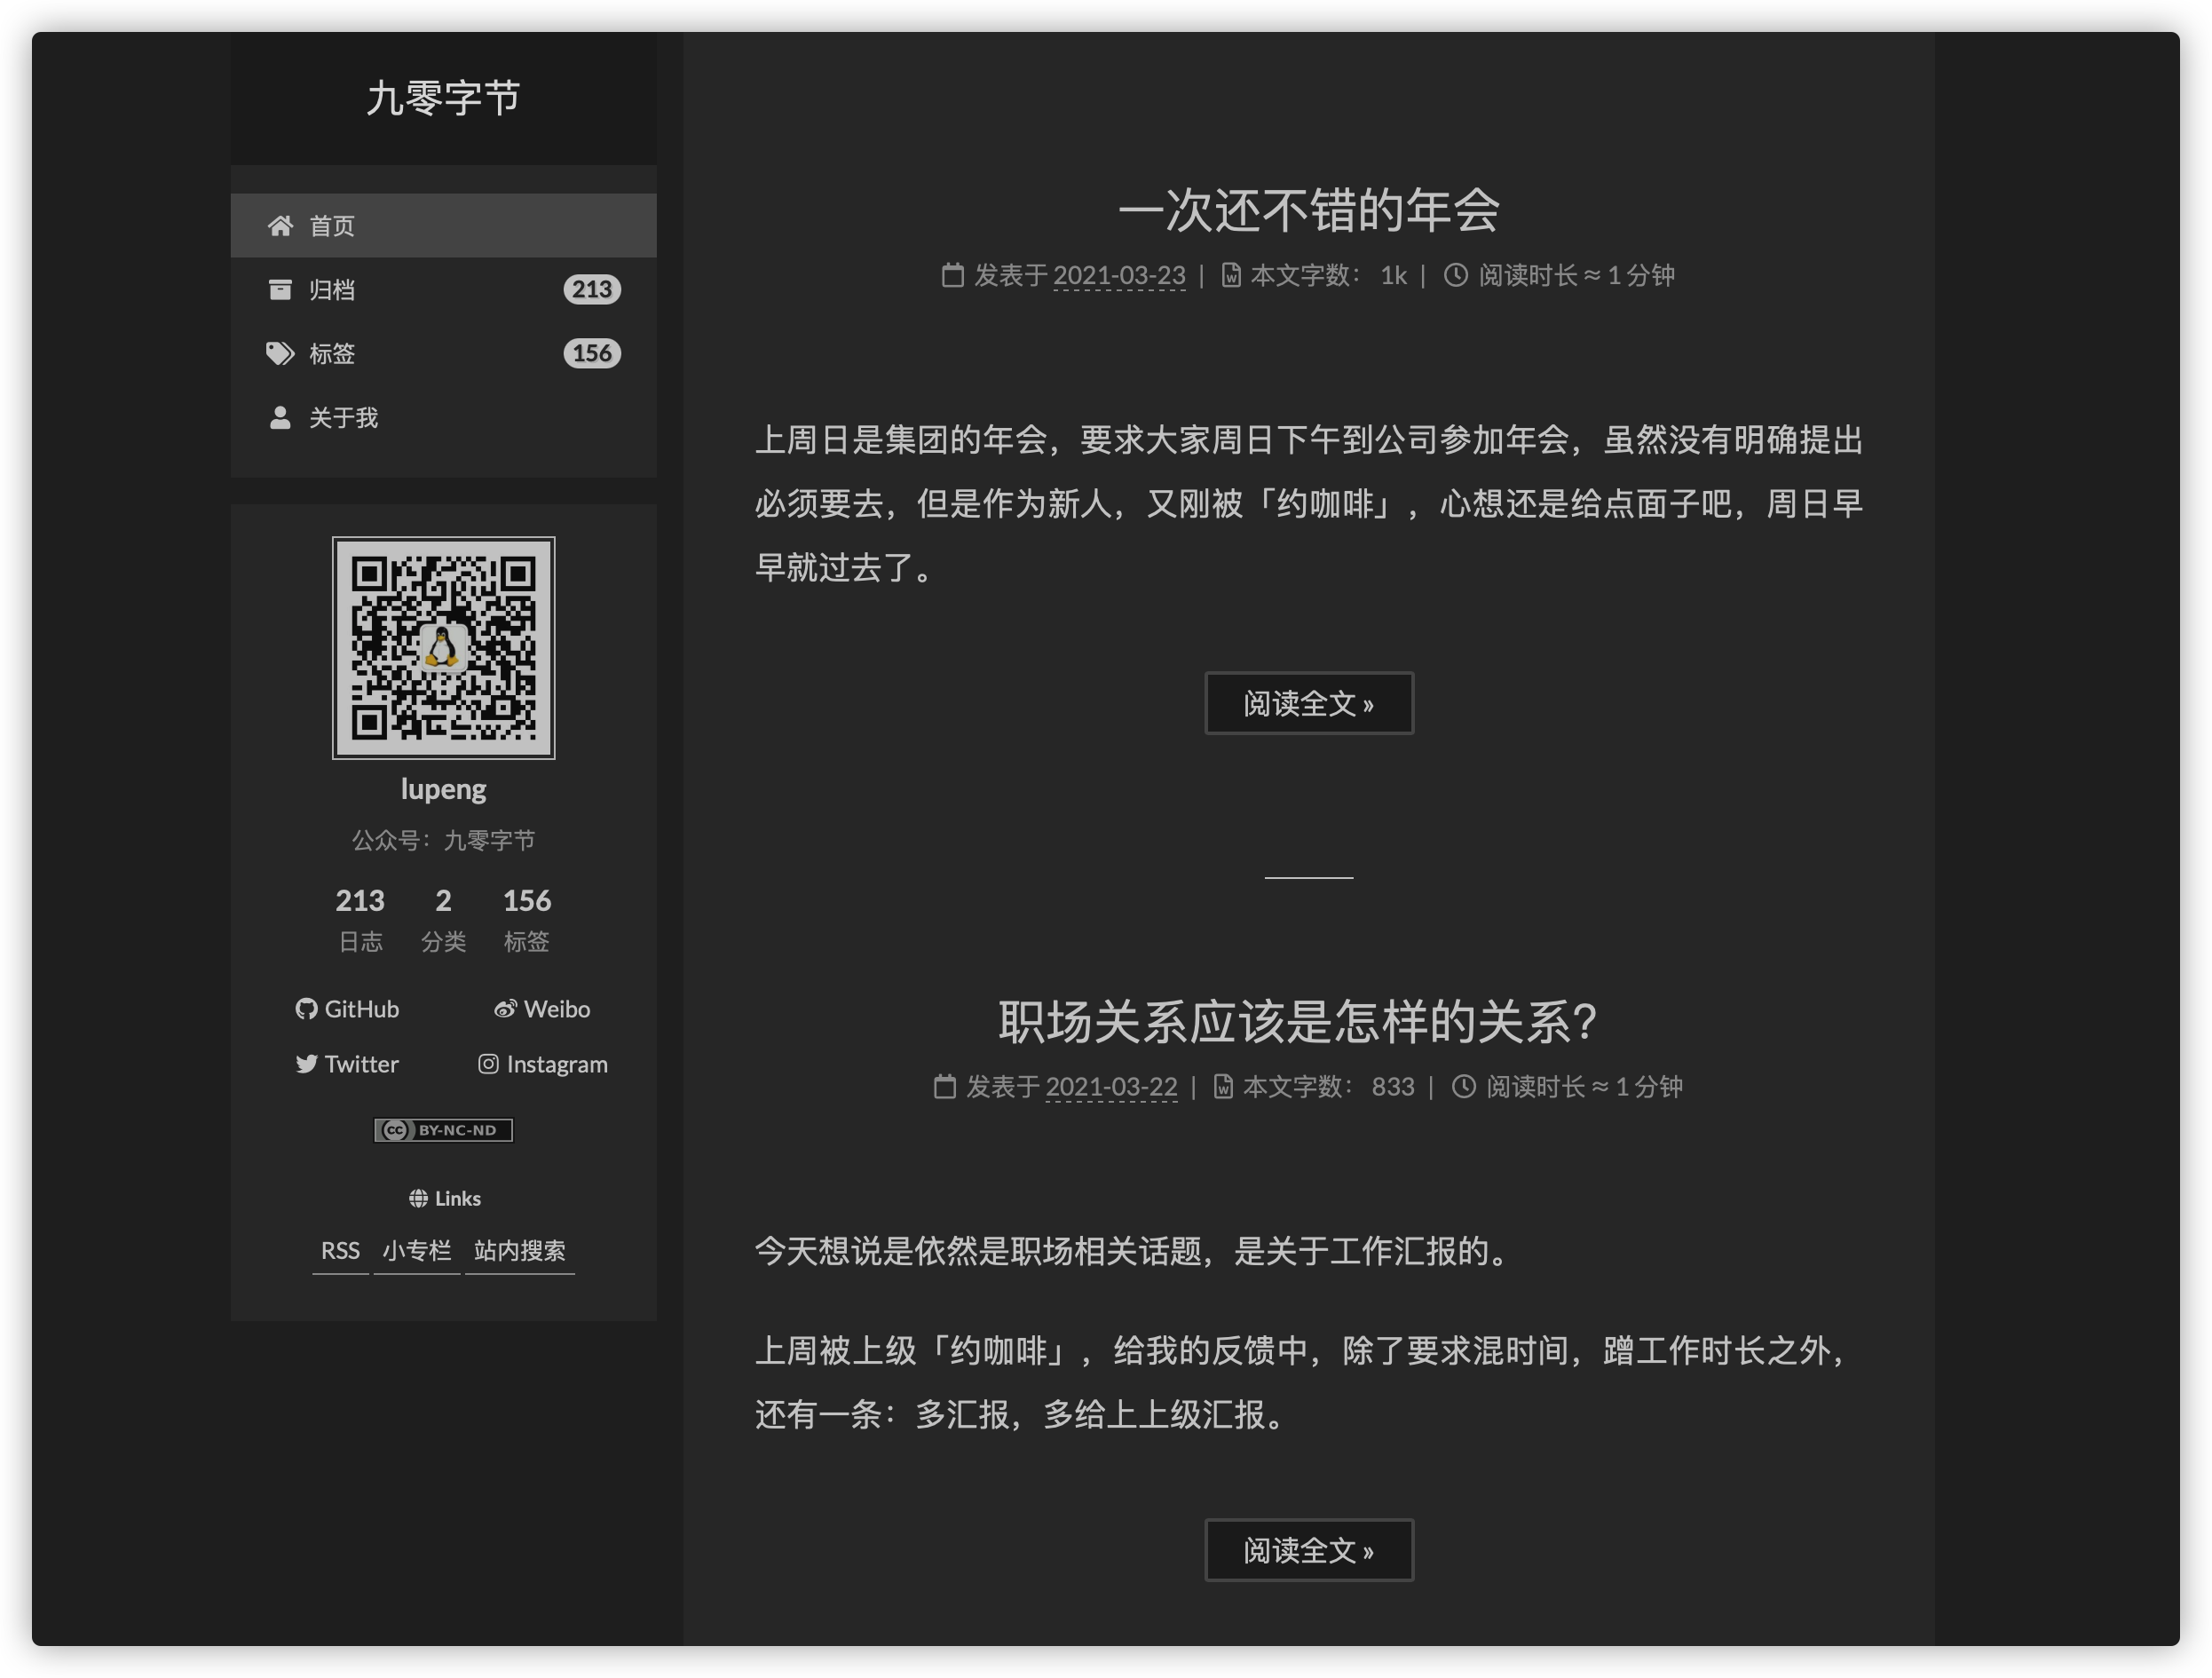 九零字节
首页
归档 213
标签 156
关于我
lupeng
公众号：九零字节
213 2 156
日志 分类 标签
GitHub Weibo
Twitter Instagram
CC BY-NC-ND
Links
RSS 小专栏 站内搜索
一次还不错的年会
发表于 2021-03-23 | 本文字数： 1k | 阅读时长 ≈ 1 分钟
上周日是集团的年会，要求大家周日下午到公司参加年会，虽然没有明确提出
必须要去，但是作为新人，又刚被「约咖啡」，心想还是给点面子吧，周日早
早就过去了。
阅读全文 »
职场关系应该是怎样的关系？
发表于 2021-03-22 | 本文字数： 833 | 阅读时长 ≈ 1 分钟
今天想说是依然是职场相关话题，是关于工作汇报的。
上周被上级「约咖啡」，给我的反馈中，除了要求混时间，蹭工作时长之外，
还有一条：多汇报，多给上上级汇报。
阅读全文 »